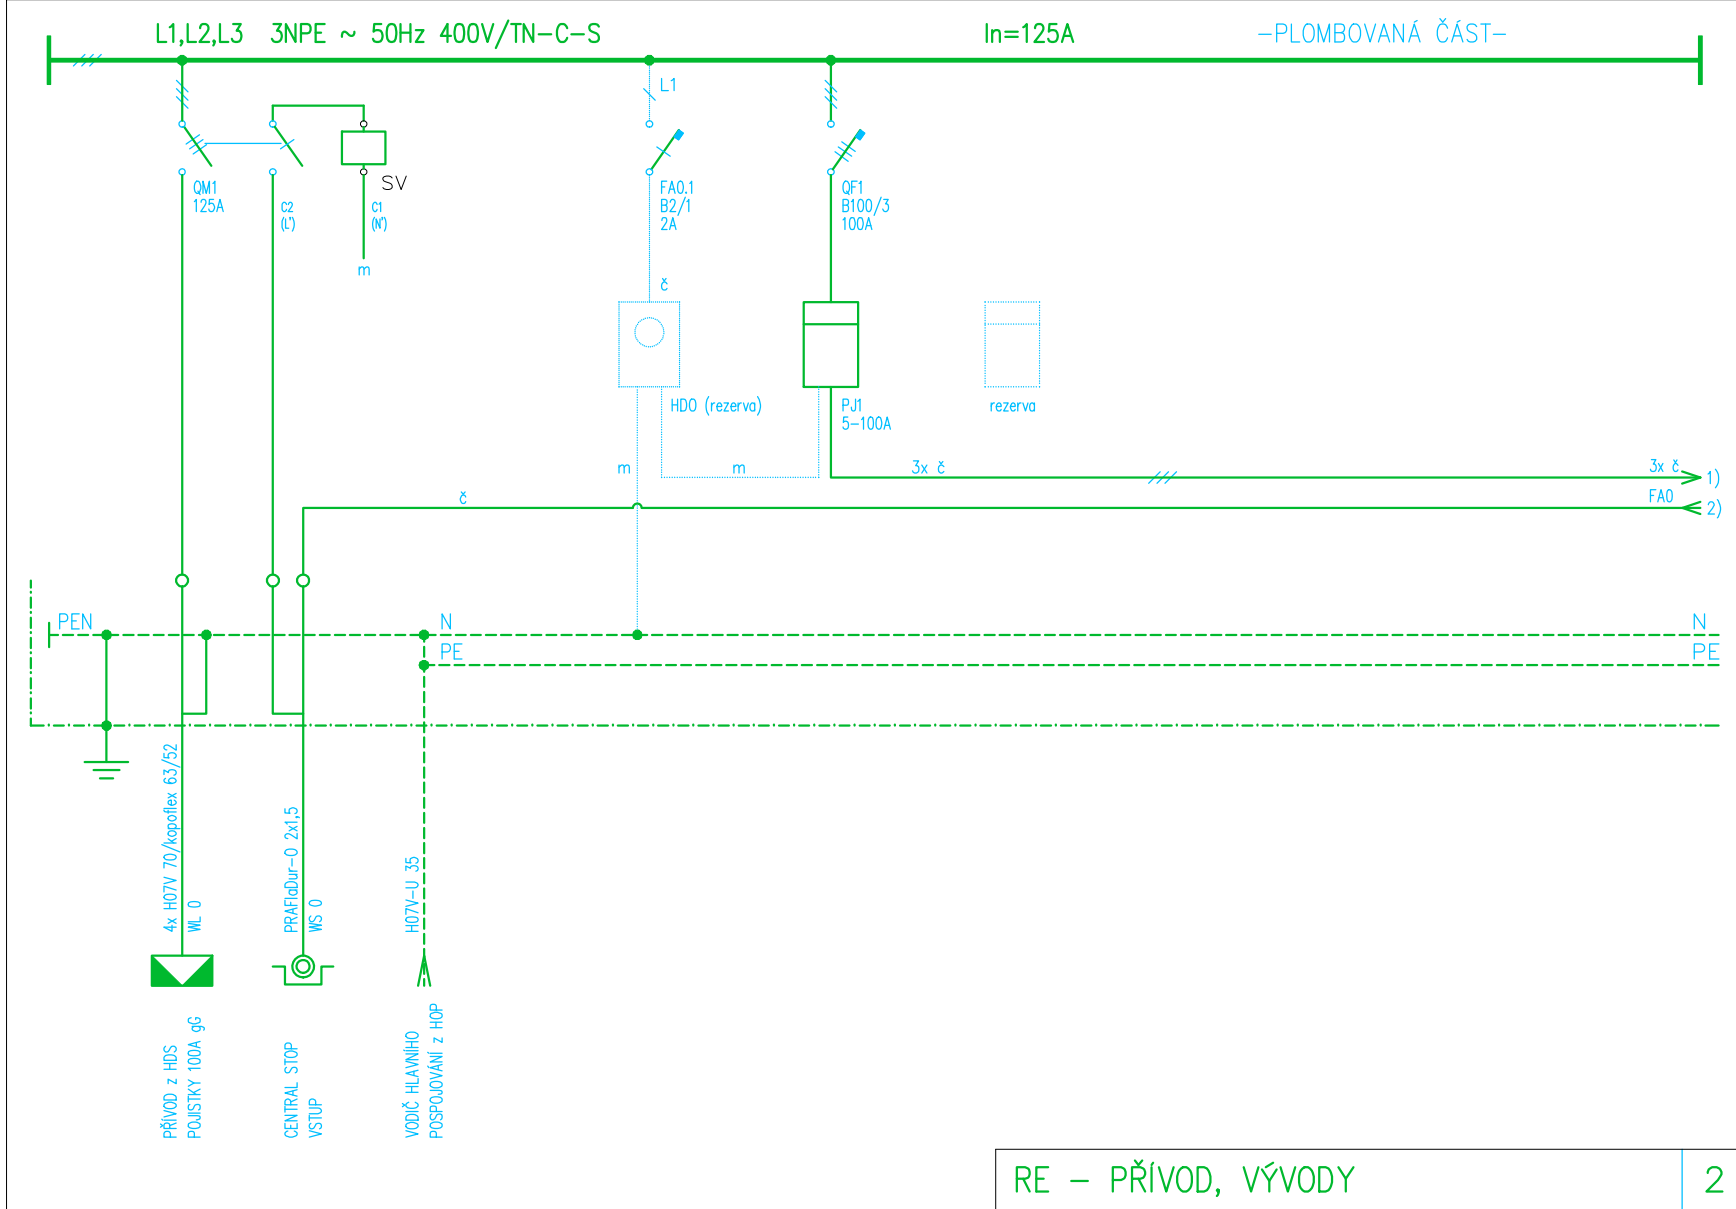 L1,L2,L3 3NPE ~ 50Hz 400V/TN-C-S
In=125A
-PLOMBOVANÁ ČÁST-
L1
QM1
125A
C2
(L')
SV
C1
(N')
m
FA0.1
B2/1
2A
QF1
B100/3
100A
č
HDO (rezerva)
PJ1
5-100A
rezerva
m
m
3x č
3x č
1)
č
FA0
2)
PEN
N
N
PE
PE
4x H07V 70/kopoflex 63/52
WL 0
PRAFlaDur-O 2x1,5
WS 0
H07V-U 35
PŘÍVOD z HDS
POJISTKY 100A gG
CENTRAL STOP
VSTUP
VODIČ HLAVNÍHO
POSPOJOVÁNÍ z HOP
RE - PŘÍVOD, VÝVODY
2